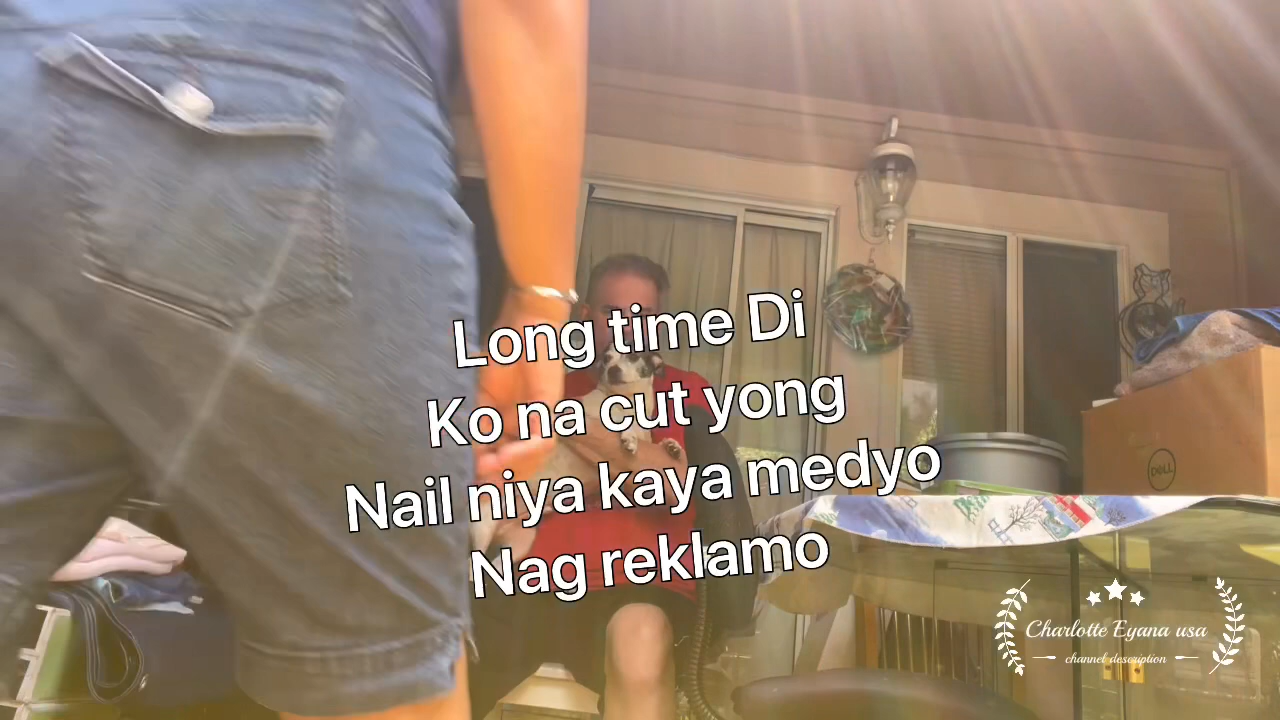 Long time Di
Ko na cut yong
Nail niya kaya medyo
Nag reklamo
DELL
Charlotte Eyana usa
channel description